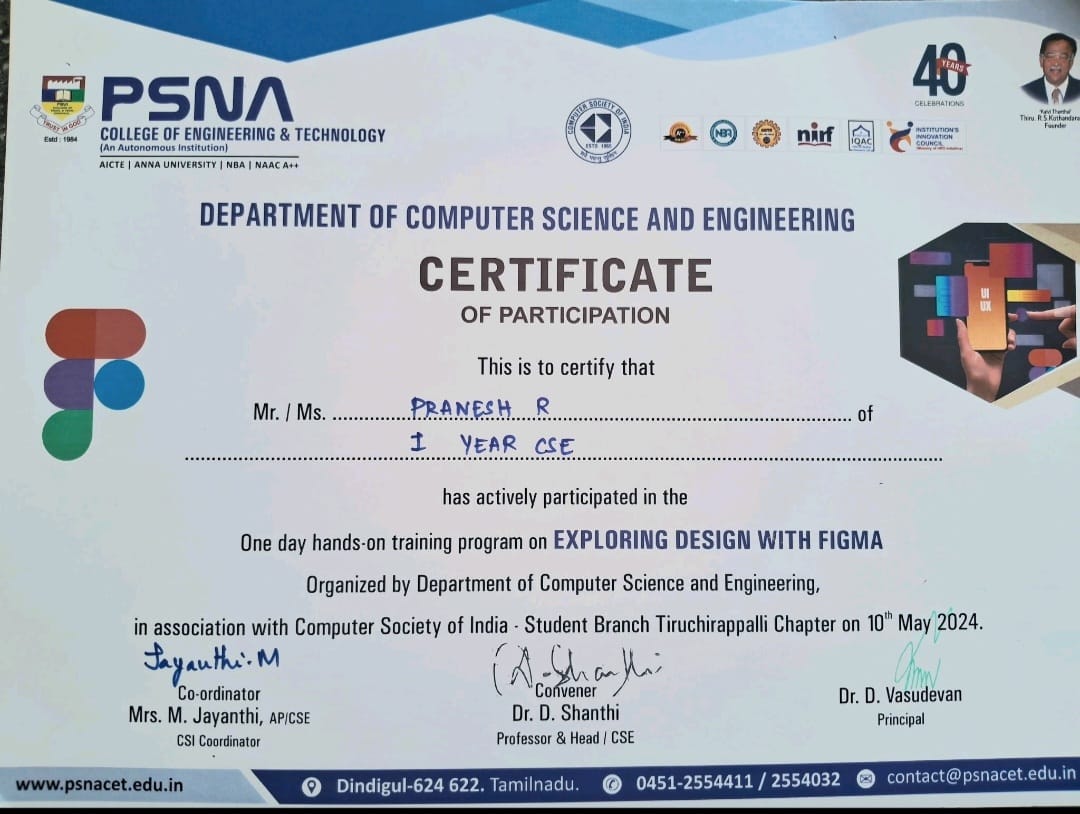 PSNA
COLLEGE OF ENGINEERING & TECHNOLOGY
(An Autonomous Institution)
AICTE | ANNA UNIVERSITY | NBA | NAAC A++
TRUST IN GOD
Estd : 1984
COMPUTER SOCIETY OF INDIA
ESTD 1965
NBA
nirf
IQAC
INSTITUTION'S
INNOVATION
COUNCIL
40
YEARS
CELEBRATIONS
Thiru. R.S.Kothandara
Founder
DEPARTMENT OF COMPUTER SCIENCE AND ENGINEERING
CERTIFICATE
OF PARTICIPATION
UI
UX
This is to certify that
Mr. / Ms. PRANESH R of
I YEAR CSE
has actively participated in the
One day hands-on training program on EXPLORING DESIGN WITH FIGMA
Organized by Department of Computer Science and Engineering,
in association with Computer Society of India - Student Branch Tiruchirappalli Chapter on 10th May 2024.
Jayanthi.M
Co-ordinator
Mrs. M. Jayanthi, AP/CSE
CSI Coordinator
D. Shanthi
Convener
Dr. D. Shanthi
Professor & Head / CSE
Dr. D. Vasudevan
Principal
www.psnacet.edu.in
Dindigul-624 622. Tamilnadu.
0451-2554411 / 2554032
contact@psnacet.edu.in